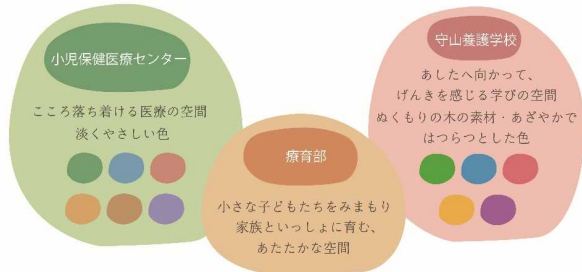 小児保健医療センター
こころ落ち着ける医療の空間
淡くやさしい色
療育部
小さな子どもたちをみまもり
家族といっしょに育む、
あたたかな空間
守山養護学校
あしたへ向かって、
げんきを感じる学びの空間
ぬくもりの木の素材・あざやかで
はつらつとした色